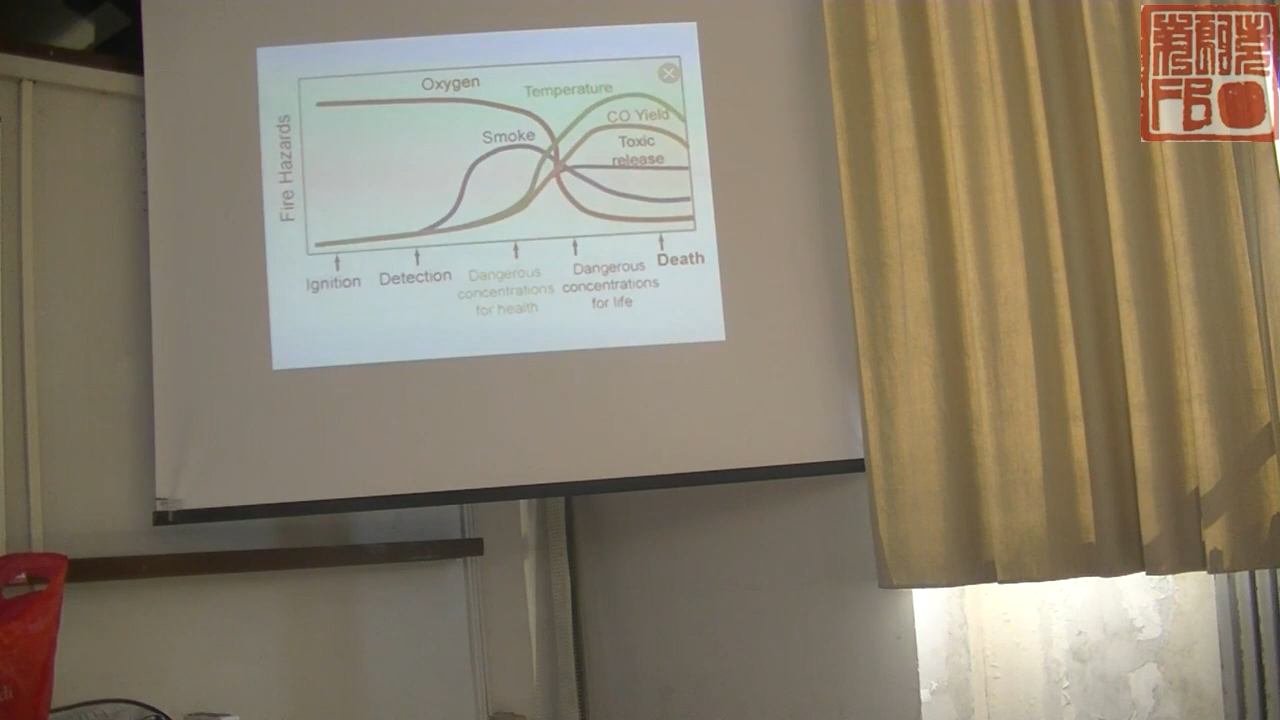 Oxygen
Temperature
CO Yield
Smoke
Toxic
release
Fire Hazards
Ignition
Detection
Dangerous
concentrations
for health
Dangerous
concentrations
for life
Death